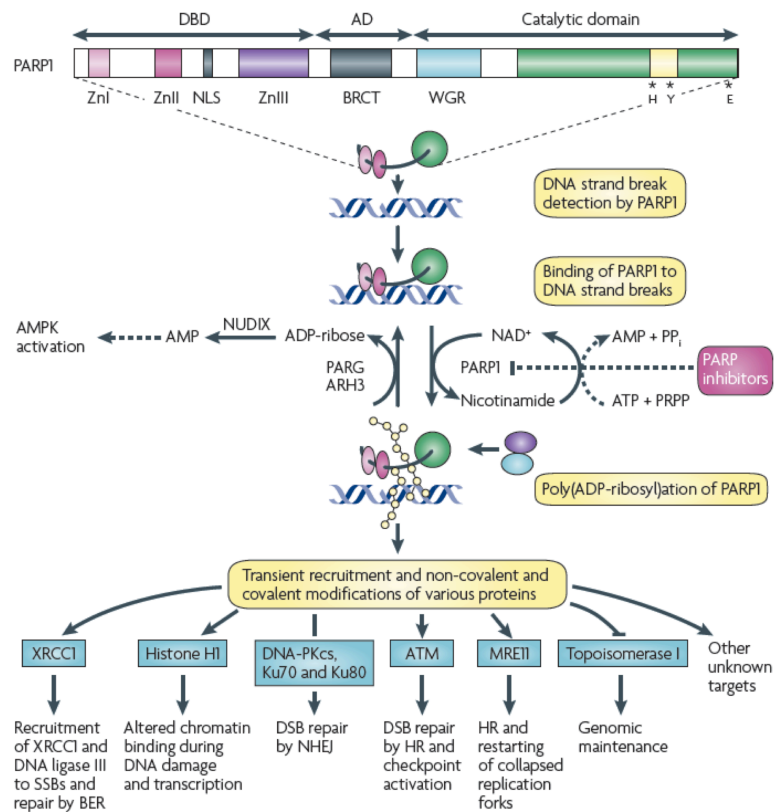 DBD AD Catalytic domain
PARP1
ZnI ZnII NLS ZnIII BRCT WGR * * *
H Y E
DNA strand break
detection by PARP1
Binding of PARP1 to
DNA strand breaks
AMPK
activation
AMP
NUDIX
ADP-ribose
PARG
ARH3
NAD⁺
PARP1
Nicotinamide
AMP + PPᵢ
ATP + PRPP
PARP
inhibitors
Poly(ADP-ribosyl)ation of PARP1
Transient recruitment and non-covalent and
covalent modifications of various proteins
XRCC1
Histone H1
DNA-PKcs,
Ku70 and Ku80
ATM
MRE11
Topoisomerase I
Other
unknown
targets
Recruitment
of XRCC1 and
DNA ligase III
to SSBs and
repair by BER
Altered chromatin
binding during
DNA damage
and transcription
DSB repair
by NHEJ
DSB repair
by HR and
checkpoint
activation
HR and
restarting
of collapsed
replication
forks
Genomic
maintenance